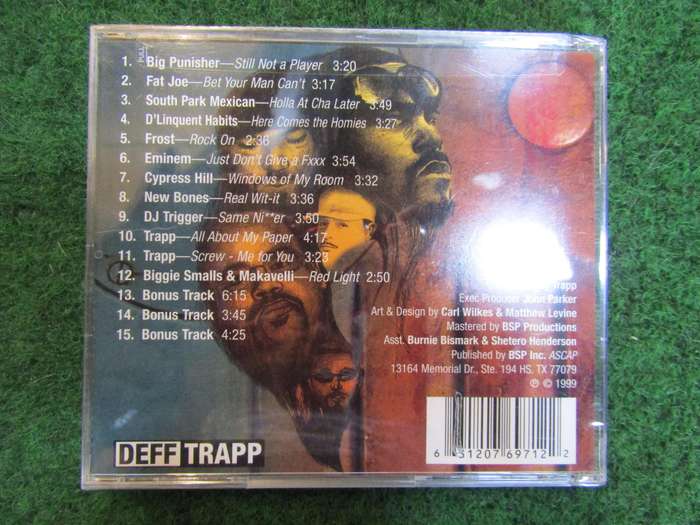 1. Big Punisher—Still Not a Player 3:20
2. Fat Joe—Bet Your Man Can't 3:17
3. South Park Mexican—Holla At Cha Later 3:49
4. D'Linquent Habits—Here Comes the Homies 3:27
5. Frost—Rock On 2:36
6. Eminem—Just Don't Give a Fxxx 3:54
7. Cypress Hill—Windows of My Room 3:32
8. New Bones—Real Wit-it 3:36
9. DJ Trigger—Same Ni**er 3:50
10. Trapp—All About My Paper 4:17
11. Trapp—Screw - Me for You 3:23
12. Biggie Smalls & Makavelli—Red Light 2:50
13. Bonus Track 6:15
14. Bonus Track 3:45
15. Bonus Track 4:25
Trapp
Exec Producer John Parker
Art & Design by Carl Wilkes & Matthew Levine
Mastered by BSP Productions
Asst. Burnie Bismark & Shetero Henderson
Published by BSP Inc. ASCAP
13164 Memorial Dr., Ste. 194 HS. TX 77079
℗ © 1999
6 31207 69712 2
DEFF TRAPP